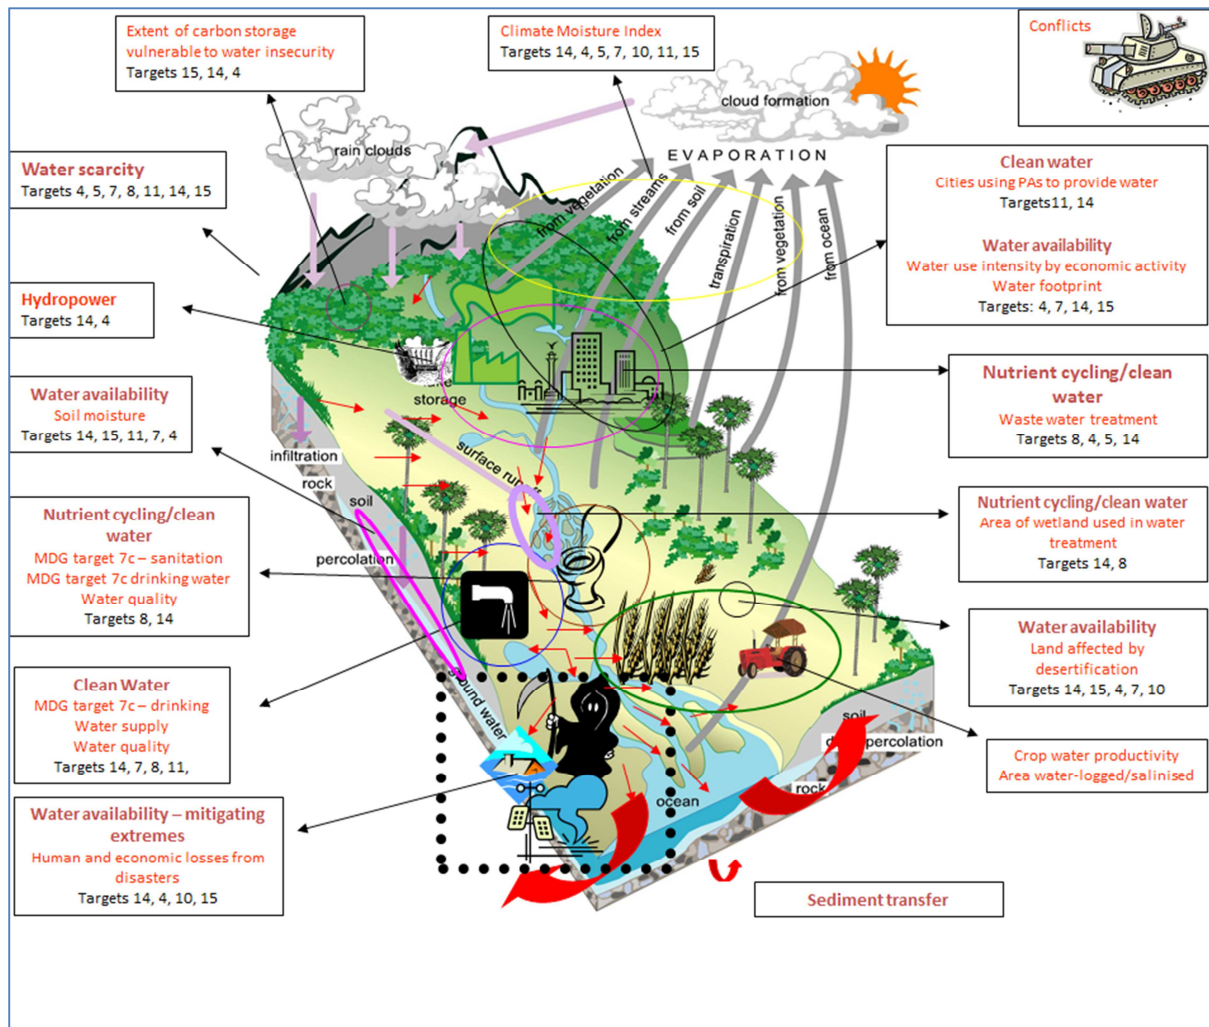 Extent of carbon storage
vulnerable to water insecurity
Targets 15, 14, 4
Climate Moisture Index
Targets 14, 4, 5, 7, 10, 11, 15
Conflicts
cloud formation
rain clouds
EVAPORATION
from vegetation
from streams
from soil
transpiration
from vegetation
from ocean
Water scarcity
Targets 4, 5, 7, 8, 11, 14, 15
Clean water
Cities using PAs to provide water
Targets11, 14
Water availability
Water use intensity by economic activity
Water footprint
Targets: 4, 7, 14, 15
Hydropower
Targets 14, 4
storage
Nutrient cycling/clean
water
Waste water treatment
Targets 8, 4, 5, 14
Water availability
Soil moisture
Targets 14, 15, 11, 7, 4
infiltration
rock
soil
surface
percolation
Nutrient cycling/clean
water
MDG target 7c – sanitation
MDG target 7c drinking water
Water quality
Targets 8, 14
Nutrient cycling/clean water
Area of wetland used in water
treatment
Targets 14, 8
Water availability
Land affected by
desertification
Targets 14, 15, 4, 7, 10
Clean Water
MDG target 7c – drinking
Water supply
Water quality
Targets 14, 7, 8, 11,
ground water
soil
percolation
rock
ocean
Crop water productivity
Area water-logged/salinised
Water availability – mitigating
extremes
Human and economic losses from
disasters
Targets 14, 4, 10, 15
Sediment transfer